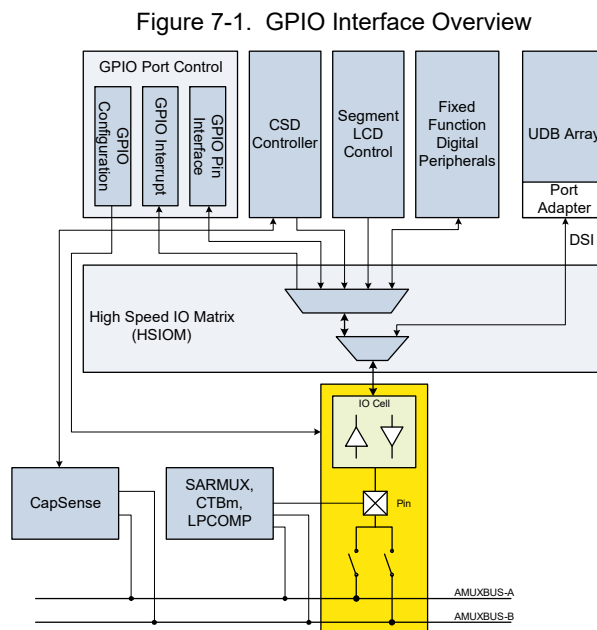 Figure 7-1. GPIO Interface Overview
GPIO Port Control
GPIO
Configuration
GPIO Interrupt
GPIO Pin
Interface
CSD
Controller
Segment
LCD
Control
Fixed
Function
Digital
Peripherals
UDB Array
Port
Adapter
DSI
High Speed IO Matrix
(HSIOM)
IO Cell
CapSense
SARMUX,
CTBm,
LPCOMP
Pin
AMUXBUS-A
AMUXBUS-B